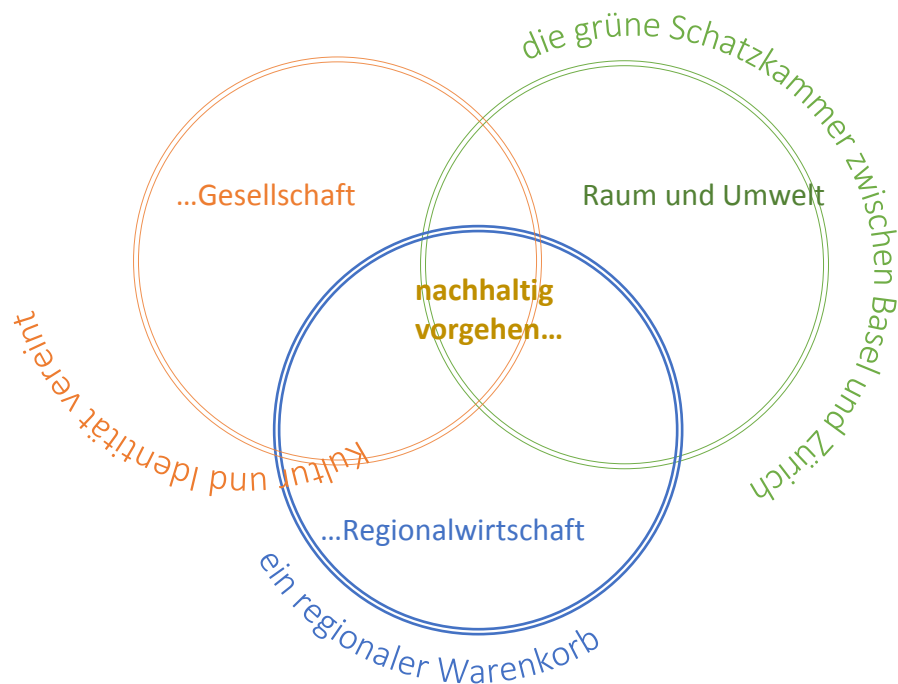 die grüne Schatzkammer zwischen Basel und Zürich
...Gesellschaft
Raum und Umwelt
nachhaltig
vorgehen...
Kultur und Identität vereint
...Regionalwirtschaft
ein regionaler Warenkorb